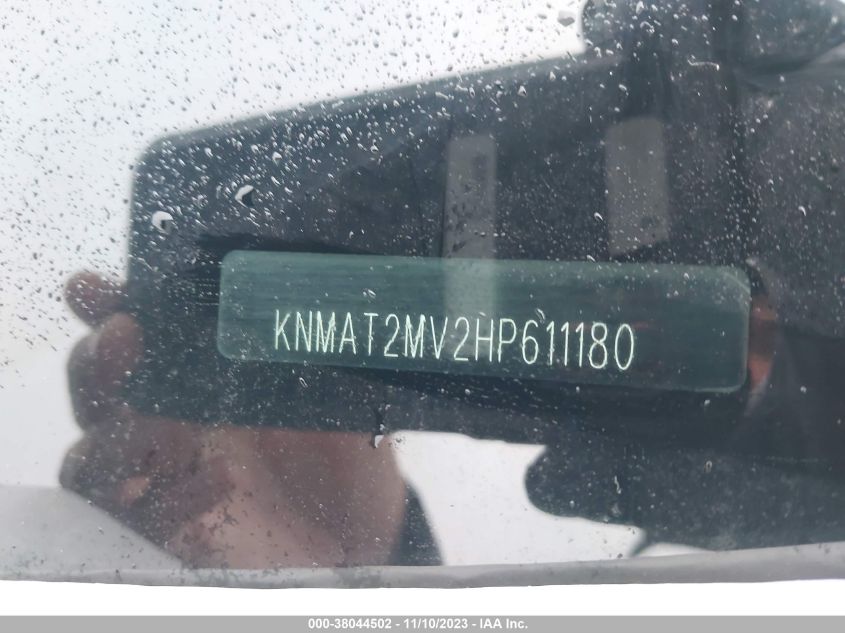 KNMAT2MV2HP611180
000-38044502 - 11/10/2023 - IAA Inc.